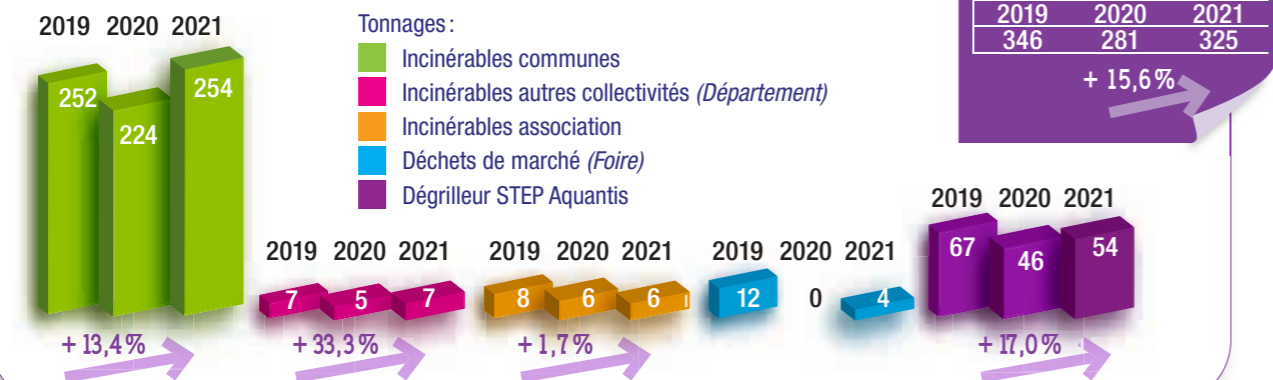 2019 2020 2021
252 224 254
+ 13,4%
Tonnages :
Incinérables communes
Incinérables autres collectivités (Département)
Incinérables association
Déchets de marché (Foire)
Dégrilleur STEP Aquantis
2019 2020 2021
346 281 325
+ 15,6%
2019 2020 2021
7 5 7
+ 33,3%
2019 2020 2021
8 6 6
+ 1,7%
2019 2020 2021
12 0 4
2019 2020 2021
67 46 54
+ 17,0%